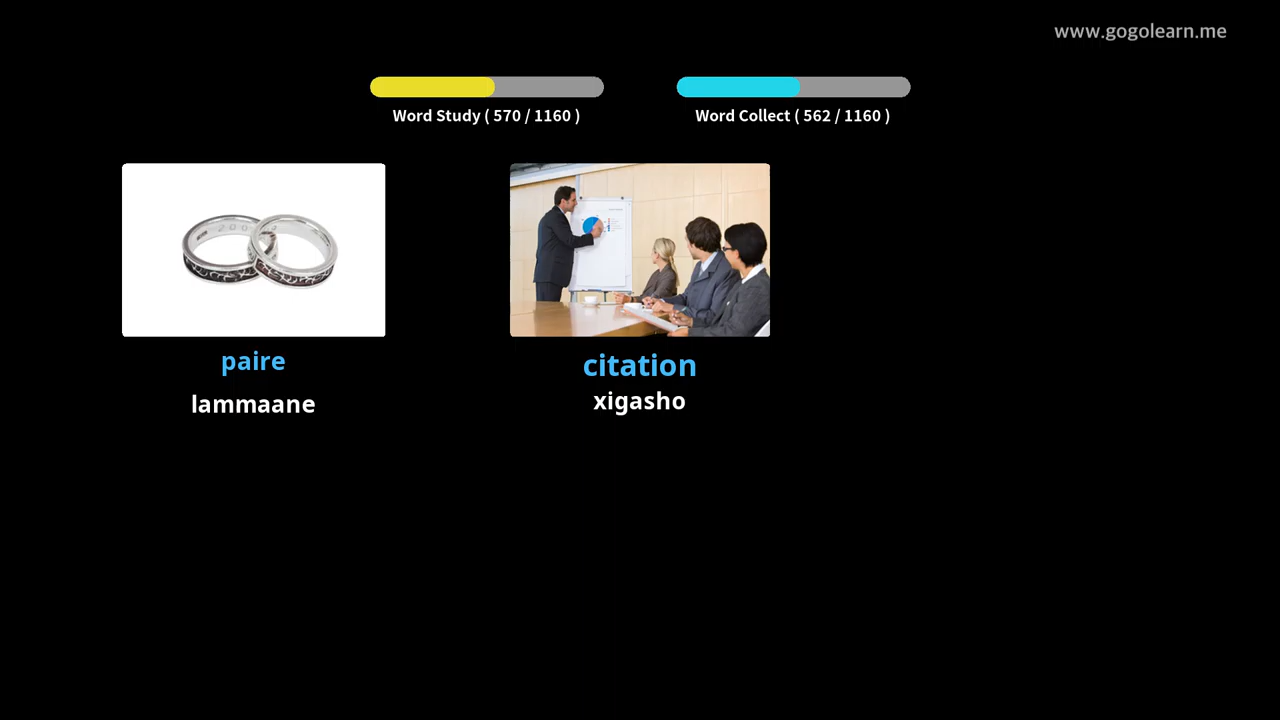 www.gogolearn.me
Word Study ( 570 / 1160 )
Word Collect ( 562 / 1160 )
paire
lammaane
citation
xigasho